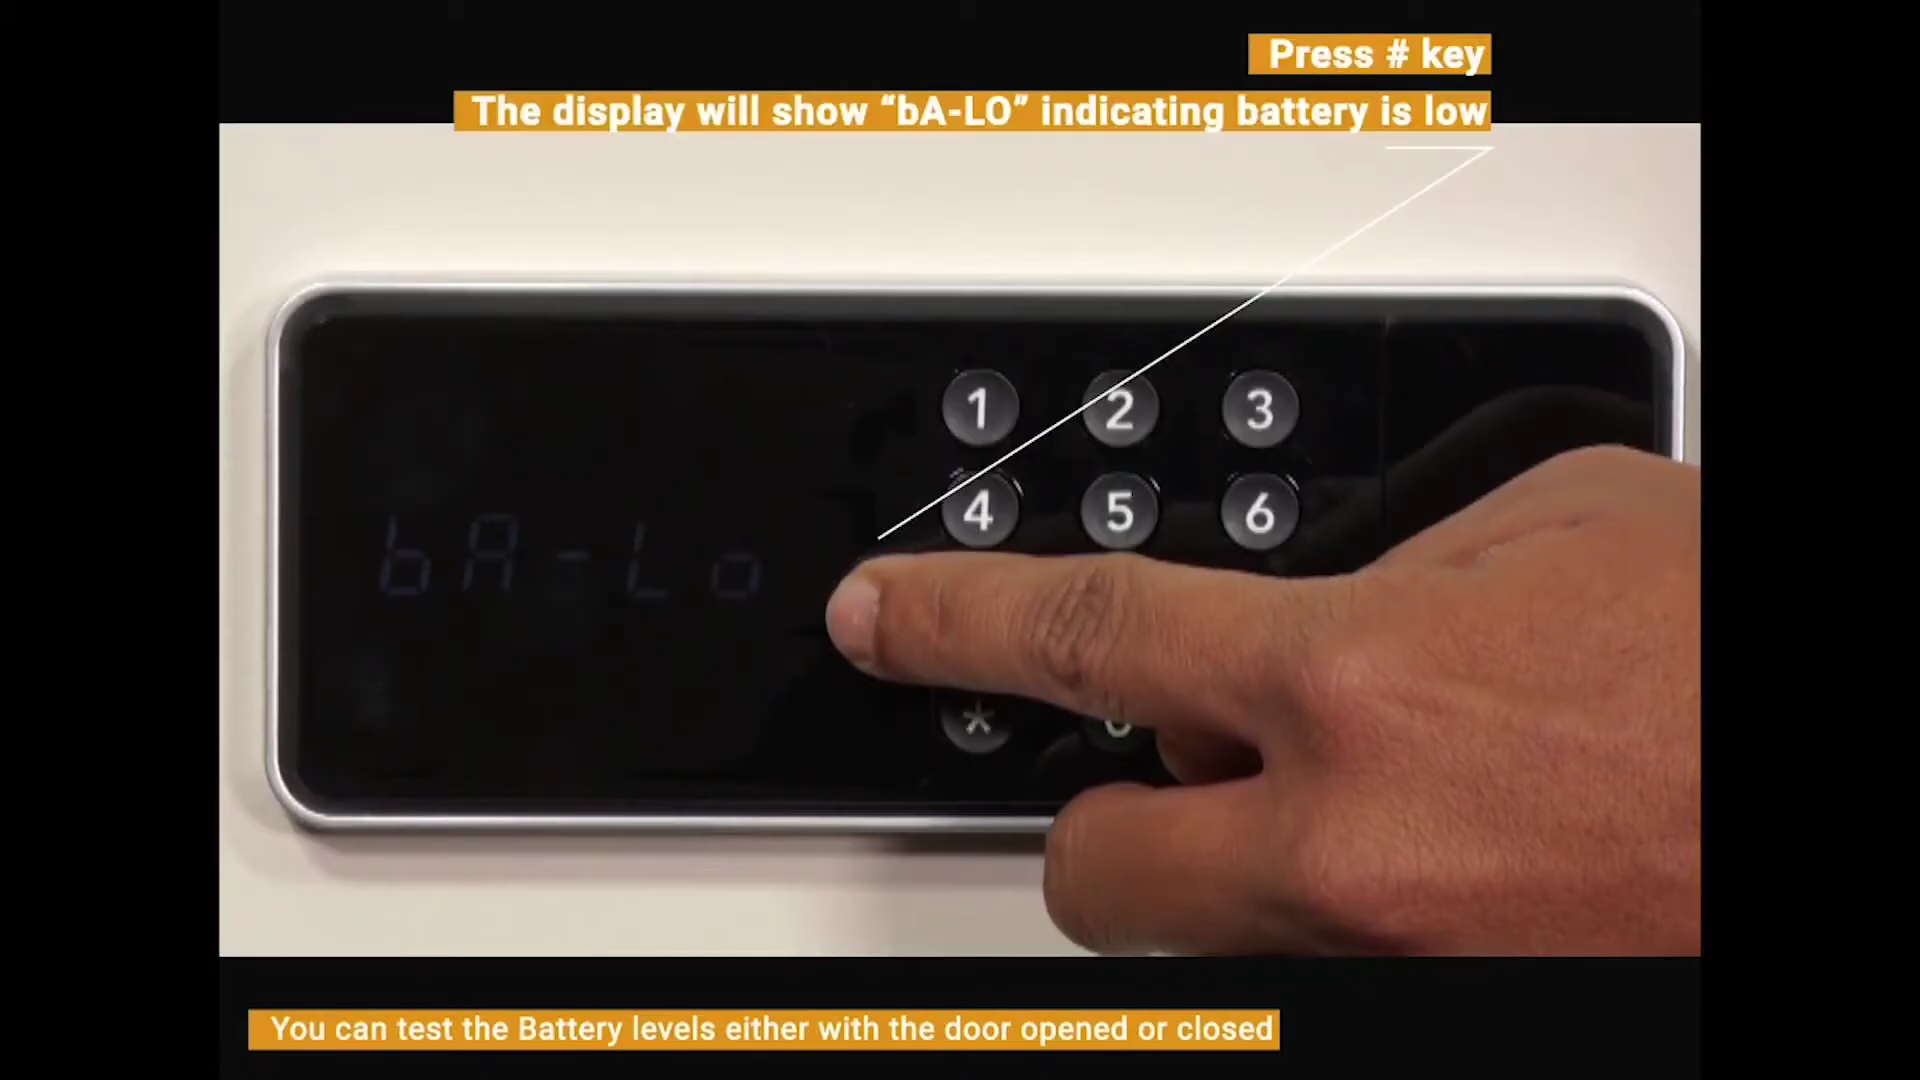 Press # key
The display will show “bA-LO” indicating battery is low
1 2 3
4 5 6
bA-Lo
*
You can test the Battery levels either with the door opened or closed